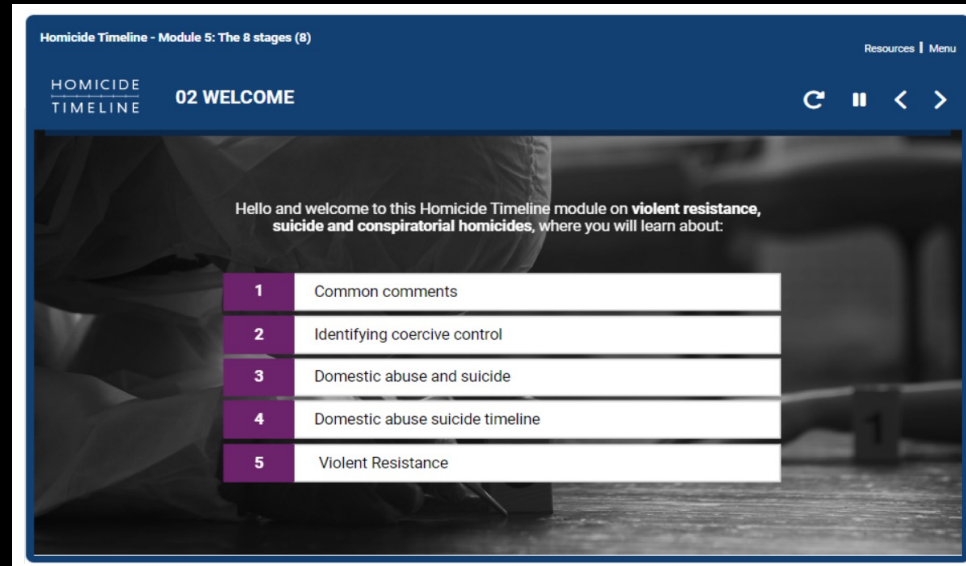 Homicide Timeline - Module 5: The 8 stages (8)
Resources | Menu
HOMICIDE
TIMELINE
02 WELCOME
Hello and welcome to this Homicide Timeline module on violent resistance,
suicide and conspiratorial homicides, where you will learn about:
1 Common comments
2 Identifying coercive control
3 Domestic abuse and suicide
4 Domestic abuse suicide timeline
5 Violent Resistance
1